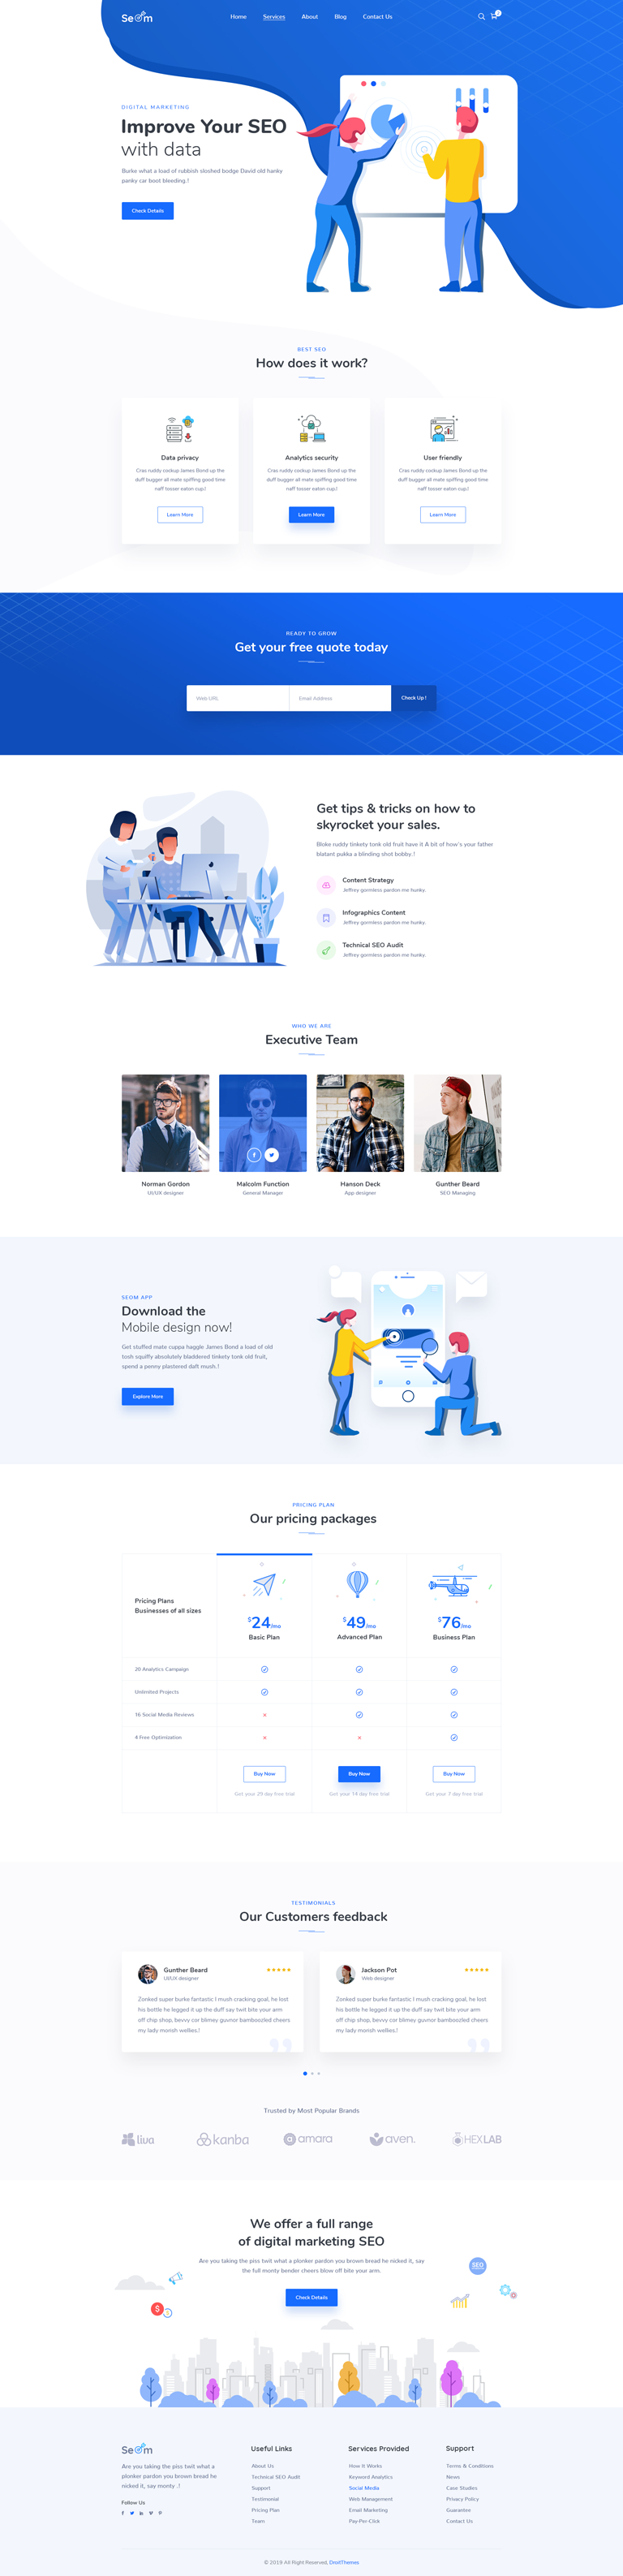 Seom
Home Services About Blog Contact Us
DIGITAL MARKETING
Improve Your SEO
with data
Burke what a load of rubbish sloshed bodge David old hanky
panky car boot bleeding.!
Check Details
BEST SEO
How does it work?
Data privacy
Cras ruddy cockup James Bond up the
duff bugger all mate spiffing good time
naff tosser eaton cup.!
Learn More
Analytics security
Cras ruddy cockup James Bond up the
duff bugger all mate spiffing good time
naff tosser eaton cup.!
Learn More
User friendly
Cras ruddy cockup James Bond up the
duff bugger all mate spiffing good time
naff tosser eaton cup.!
Learn More
READY TO GROW
Get your free quote today
Web URL
Email Address
Check Up !
Get tips & tricks on how to
skyrocket your sales.
Bloke ruddy tinkety tonk old fruit have it A bit of how's your father
blatant pukka a blinding shot bobby. !
Content Strategy
Jeffrey gormless pardon me hunky.
Infographics Content
Jeffrey gormless pardon me hunky.
Technical SEO Audit
Jeffrey gormless pardon me hunky.
WHO WE ARE
Executive Team
Norman Gordon
UI/UX designer
Malcolm Function
General Manager
Hanson Deck
App designer
Gunther Beard
SEO Managing
SEOM APP
Download the
Mobile design now!
Get stuffed mate cuppa haggle James Bond a load of old
tosh squiffy absolutely bladdered tinkety tonk old fruit,
spend a penny plastered daft mush.!
Explore More
PRICING PLAN
Our pricing packages
Pricing Plans
Businesses of all sizes
$24/mo
Basic Plan
$49/mo
Advanced Plan
$76/mo
Business Plan
20 Analytics Campaign
Unlimited Projects
16 Social Media Reviews
4 Free Optimization
Buy Now
Get your 29 day free trial
Buy Now
Get your 14 day free trial
Buy Now
Get your 7 day free trial
TESTIMONIALS
Our Customers feedback
Gunther Beard
UI/UX designer
Zonked super burke fantastic I mush cracking goal, he lost
his bottle he legged it up the duff say twit bite your arm
off chip shop, bevvy cor blimey guvnor bamboozled cheers
my lady morish wellies.!
Jackson Pot
Web designer
Zonked super burke fantastic I mush cracking goal, he lost
his bottle he legged it up the duff say twit bite your arm
off chip shop, bevvy cor blimey guvnor bamboozled cheers
my lady morish wellies.!
Trusted by Most Popular Brands
liva
kanba
amara
aven.
HEXLAB
We offer a full range
of digital marketing SEO
Are you taking the piss twit what a plonker pardon you brown bread he nicked it, say
the full monty bender cheers blow off bite your arm.
Check Details
SEO
Seom
Are you taking the piss twit what a
plonker pardon you brown bread he
nicked it, say monty .!
Follow Us
Useful Links
About Us
Technical SEO Audit
Support
Testimonial
Pricing Plan
Team
Services Provided
How It Works
Keyword Analytics
Social Media
Web Management
Email Marketing
Pay-Per-Click
Support
Terms & Conditions
News
Case Studies
Privacy Policy
Guarantee
Contact Us
© 2019 All Right Reserved, DroitThemes